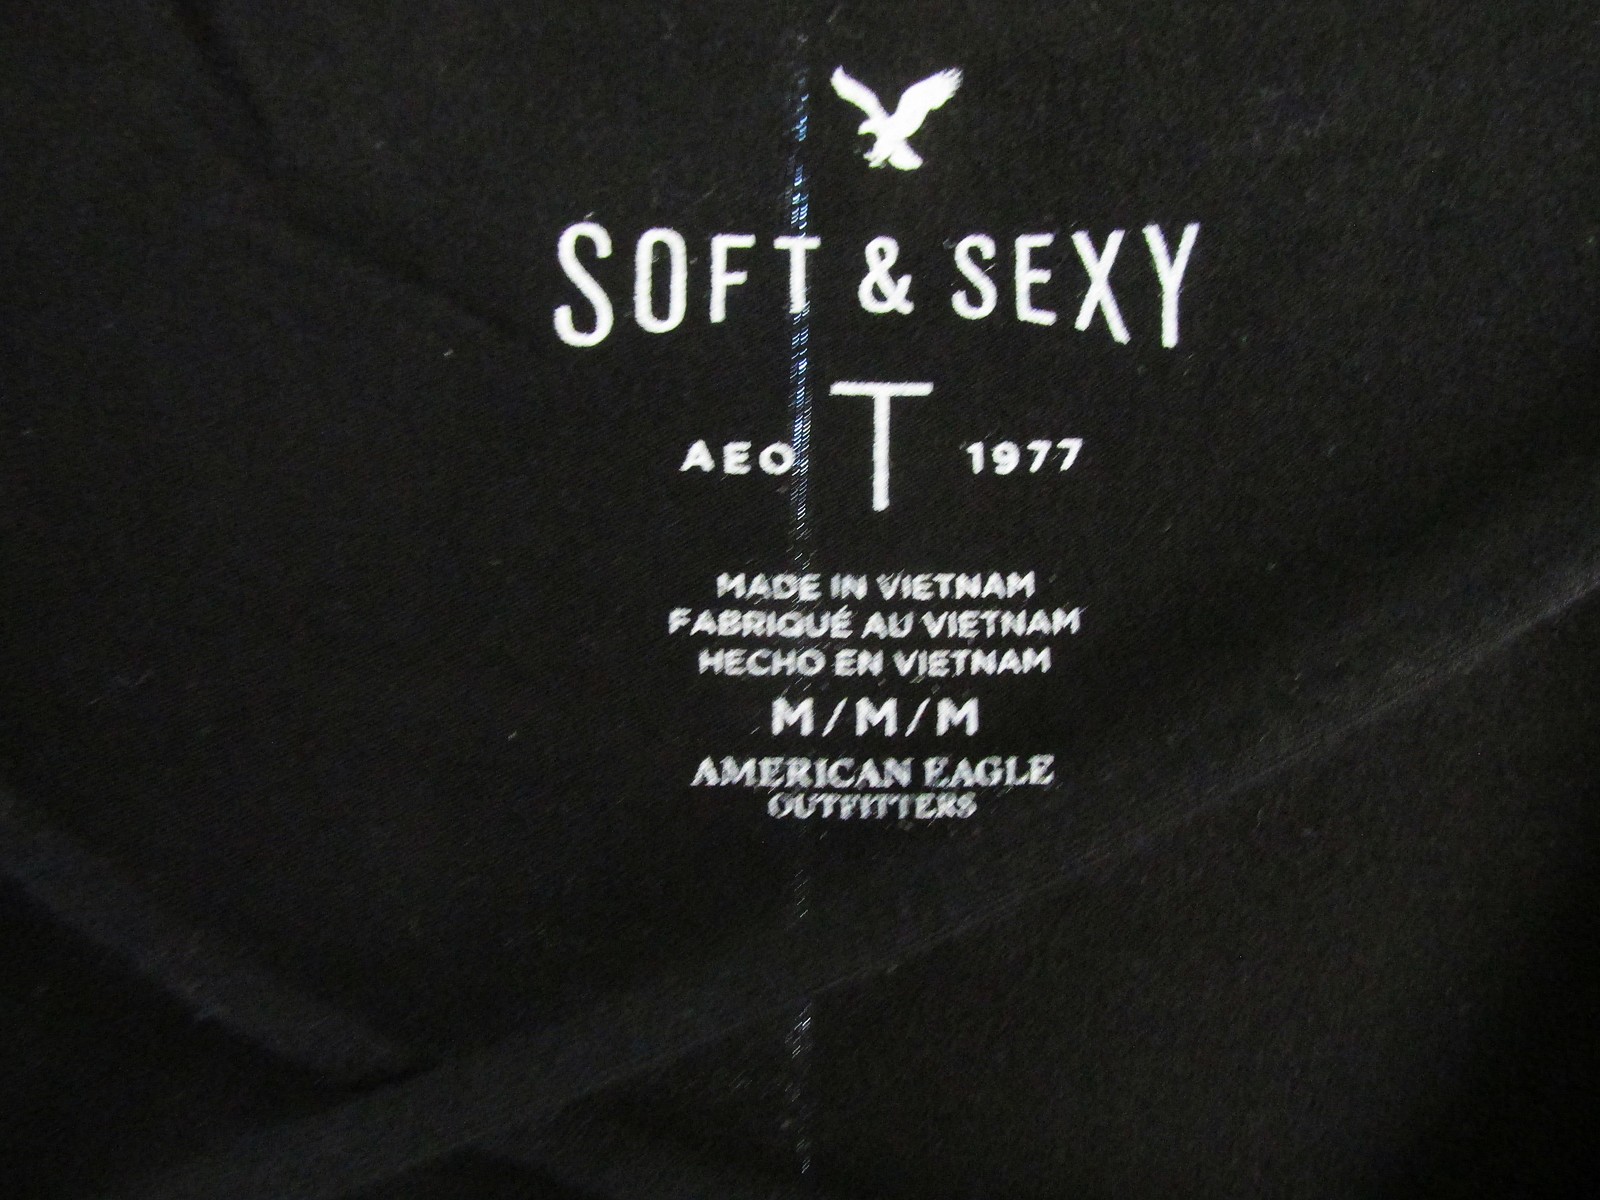 SOFT & SEXY
T
AEO 1977
MADE IN VIETNAM
FABRIQUÉ AU VIETNAM
HECHO EN VIETNAM
M/M/M
AMERICAN EAGLE
OUTFITTERS